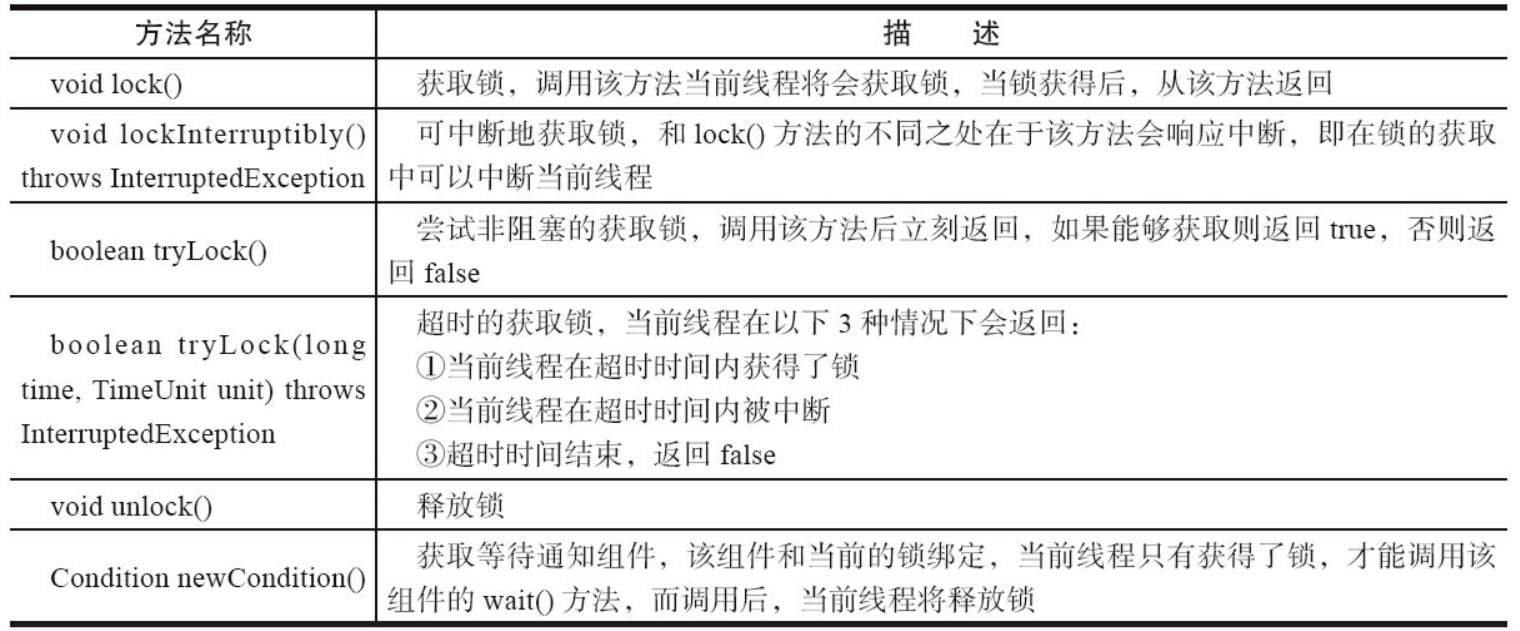 方法名称
描 述
void lock()
获取锁，调用该方法当前线程将会获取锁，当锁获得后，从该方法返回
void lockInterruptibly()
throws InterruptedException
可中断地获取锁，和 lock() 方法的不同之处在于该方法会响应中断，即在锁的获取
中可以中断当前线程
boolean tryLock()
尝试非阻塞的获取锁，调用该方法后立刻返回，如果能够获取则返回 true，否则返
回 false
boolean tryLock(long
time, TimeUnit unit) throws
InterruptedException
超时的获取锁，当前线程在以下 3 种情况下会返回：
①当前线程在超时时间内获得了锁
②当前线程在超时时间内被中断
③超时时间结束，返回 false
void unlock()
释放锁
Condition newCondition()
获取等待通知组件，该组件和当前的锁绑定，当前线程只有获得了锁，才能调用该
组件的 wait() 方法，而调用后，当前线程将释放锁